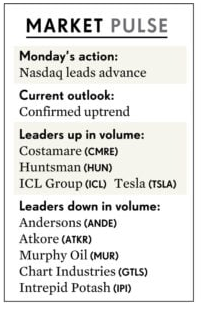 MARKET PULSE
Monday's action:
Nasdaq leads advance
Current outlook:
Confirmed uptrend
Leaders up in volume:
Costamare (CMRE)
Huntsman (HUN)
ICL Group (ICL) Tesla (TSLA)
Leaders down in volume:
Andersons (ANDE)
Atkore (ATKR)
Murphy Oil (MUR)
Chart Industries (GTLS)
Intrepid Potash (IPI)